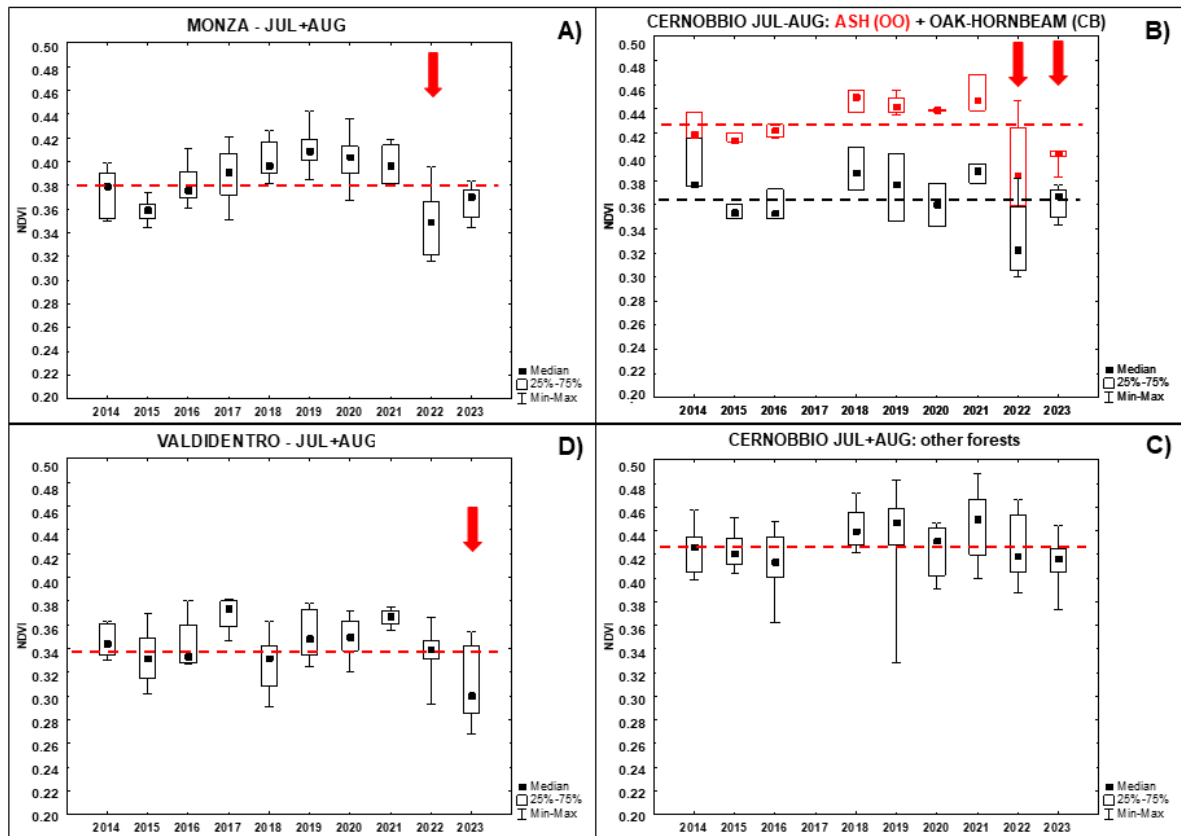 MONZA - JUL+AUG
A)
NDVI
0.50
0.48
0.46
0.44
0.42
0.40
0.38
0.36
0.34
0.32
0.30
0.28
0.26
0.24
0.22
0.20
2014 2015 2016 2017 2018 2019 2020 2021 2022 2023
Median
25%-75%
Min-Max
CERNOBBIO JUL-AUG: ASH (OO) + OAK-HORNBEAM (CB)
B)
NDVI
0.50
0.48
0.46
0.44
0.42
0.40
0.38
0.36
0.34
0.32
0.30
0.28
0.26
0.24
0.22
0.20
2014 2015 2016 2017 2018 2019 2020 2021 2022 2023
Median
25%-75%
Min-Max
VALDIDENTRO - JUL+AUG
D)
NDVI
0.50
0.48
0.46
0.44
0.42
0.40
0.38
0.36
0.34
0.32
0.30
0.28
0.26
0.24
0.22
0.20
2014 2015 2016 2017 2018 2019 2020 2021 2022 2023
Median
25%-75%
Min-Max
CERNOBBIO JUL+AUG: other forests
C)
NDVI
0.50
0.48
0.46
0.44
0.42
0.40
0.38
0.36
0.34
0.32
0.30
0.28
0.26
0.24
0.22
0.20
2014 2015 2016 2017 2018 2019 2020 2021 2022 2023
Median
25%-75%
Min-Max